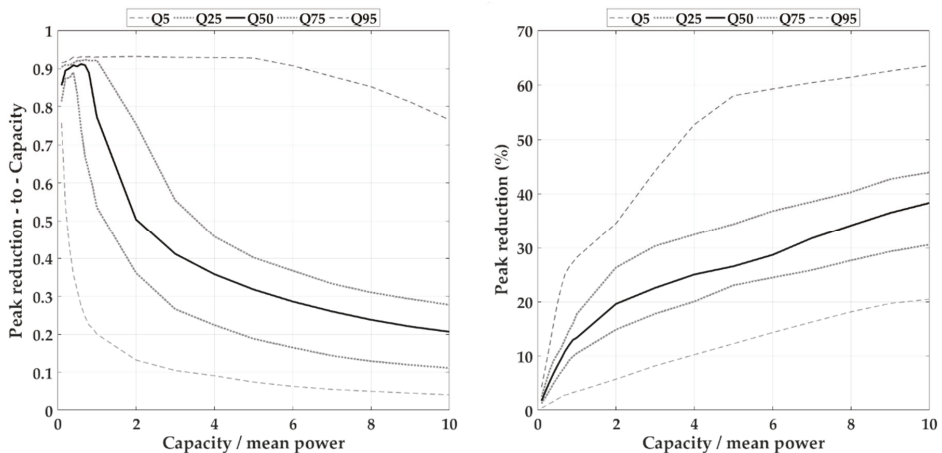 Q5 Q25 Q50 Q75 Q95
1
0.9
0.8
0.7
0.6
0.5
0.4
0.3
0.2
0.1
0
Peak reduction - to - Capacity
0 2 4 6 8 10
Capacity / mean power
Q5 Q25 Q50 Q75 Q95
70
60
50
40
30
20
10
0
Peak reduction (%)
0 2 4 6 8 10
Capacity / mean power